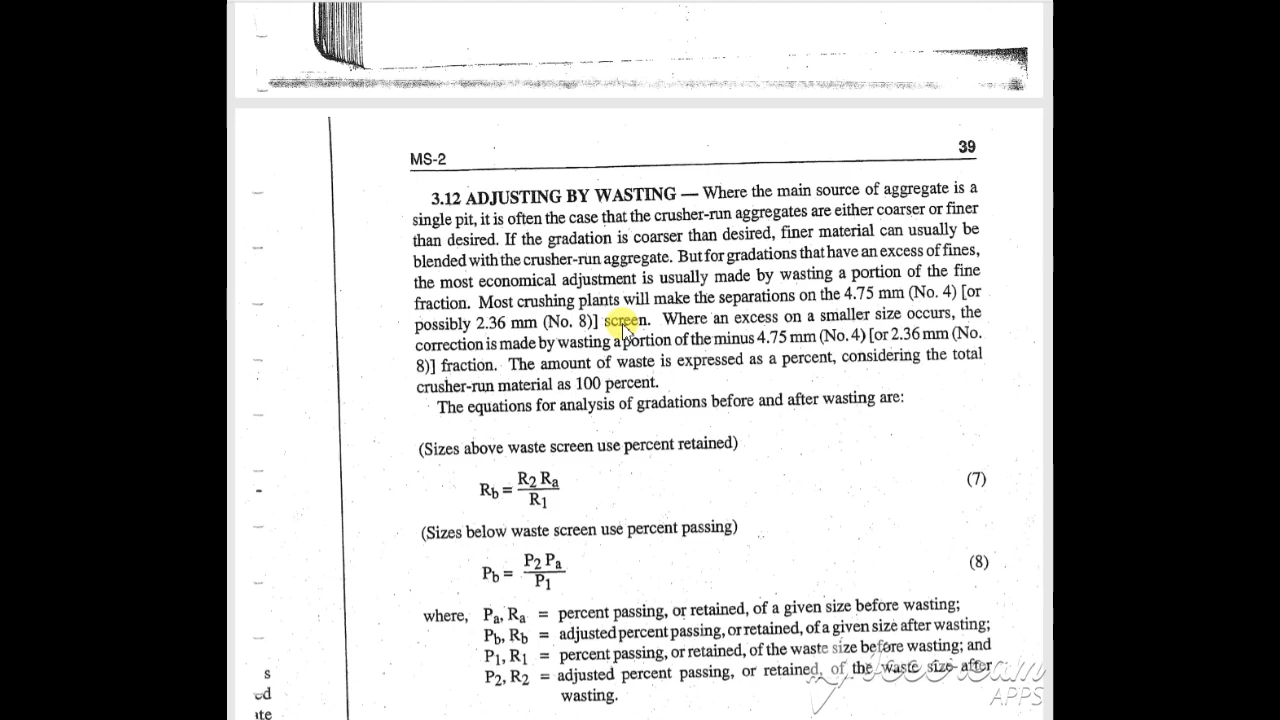 MS-2
39
3.12 ADJUSTING BY WASTING — Where the main source of aggregate is a
single pit, it is often the case that the crusher-run aggregates are either coarser or finer
than desired. If the gradation is coarser than desired, finer material can usually be
blended with the crusher-run aggregate. But for gradations that have an excess of fines,
the most economical adjustment is usually made by wasting a portion of the fine
fraction. Most crushing plants will make the separations on the 4.75 mm (No. 4) [or
possibly 2.36 mm (No. 8)] screen. Where an excess on a smaller size occurs, the
correction is made by wasting a portion of the minus 4.75 mm (No. 4) [or 2.36 mm (No.
8)] fraction. The amount of waste is expressed as a percent, considering the total
crusher-run material as 100 percent.
The equations for analysis of gradations before and after wasting are:
(Sizes above waste screen use percent retained)
Rb = R2 Ra / R1 (7)
(Sizes below waste screen use percent passing)
Pb = P2 Pa / P1 (8)
where, Pa, Ra = percent passing, or retained, of a given size before wasting;
Pb, Rb = adjusted percent passing, or retained, of a given size after wasting;
P1, R1 = percent passing, or retained, of the waste size before wasting; and
P2, R2 = adjusted percent passing, or retained, of the waste size after
wasting.
s
ed
ate
APPS